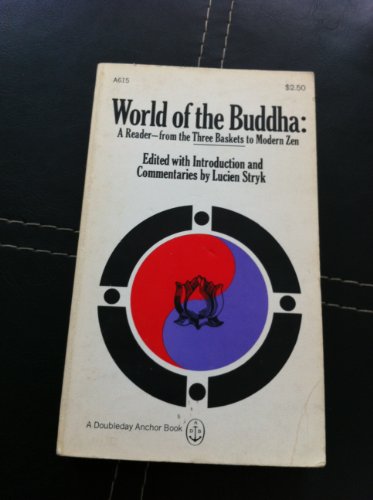 A615
$2.50
World of the Buddha:
A Reader—from the Three Baskets to Modern Zen
Edited with Introduction and
Commentaries by Lucien Stryk
A Doubleday Anchor Book
A
D B